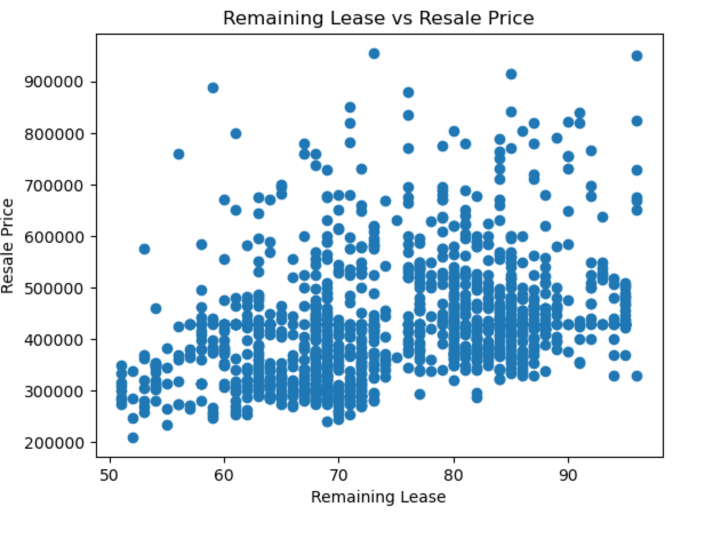 Remaining Lease vs Resale Price
Resale Price
900000
800000
700000
600000
500000
400000
300000
200000
50 60 70 80 90
Remaining Lease